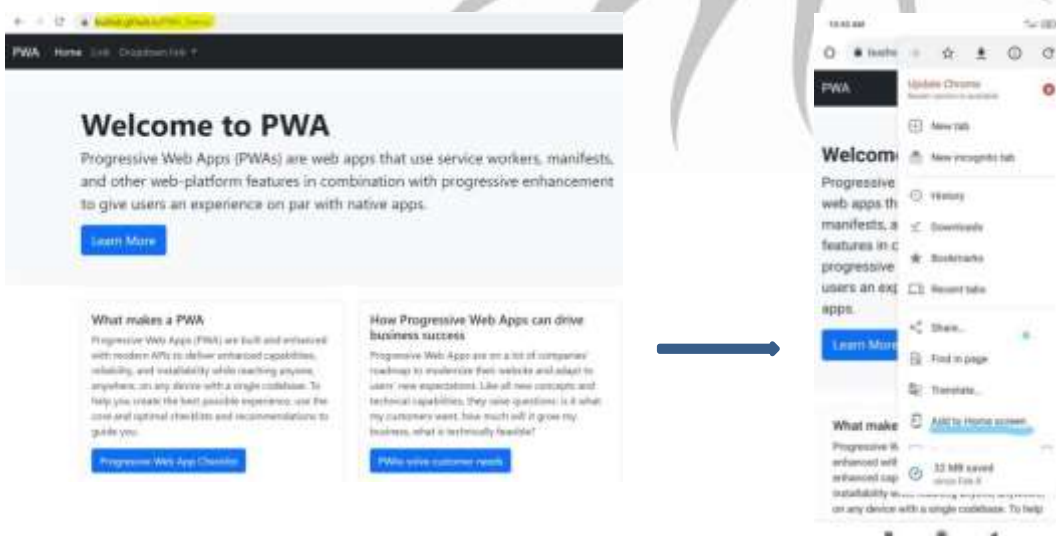 PWA Home Link Dropdown link
Welcome to PWA
Progressive Web Apps (PWAs) are web apps that use service workers, manifests,
and other web-platform features in combination with progressive enhancement
to give users an experience on par with native apps.
Learn More
What makes a PWA
Progressive Web Apps (PWA) are built and enhanced
with modern APIs to deliver enhanced capabilities,
reliability, and installability while reaching anyone,
anywhere, on any device with a single codebase. To
help you create the best possible experience, use the
core and optimal checklists and recommendations to
guide you.
Progressive Web App Checklist
How Progressive Web Apps can drive
business success
Progressive Web Apps are on a lot of companies'
roadmap to modernize their website and adapt to
users' new expectations. Like all new concepts and
technical capabilities, they raise questions: is it what
my customers want, how much will it grow my
business, what is technically feasible?
PWAs solve customer needs
PWA
Welcom
Progressive
web apps th
manifests, a
features in c
progressive
users an exp
apps.
Learn More
What make
Progressive W
enhanced with
enhanced cap
on any device with a single codebase. To help
Update Chrome
New tab
New incognito tab
History
Downloads
Bookmarks
Recent tabs
Share...
Find in page
Translate...
Add to Home screen
32 MB saved